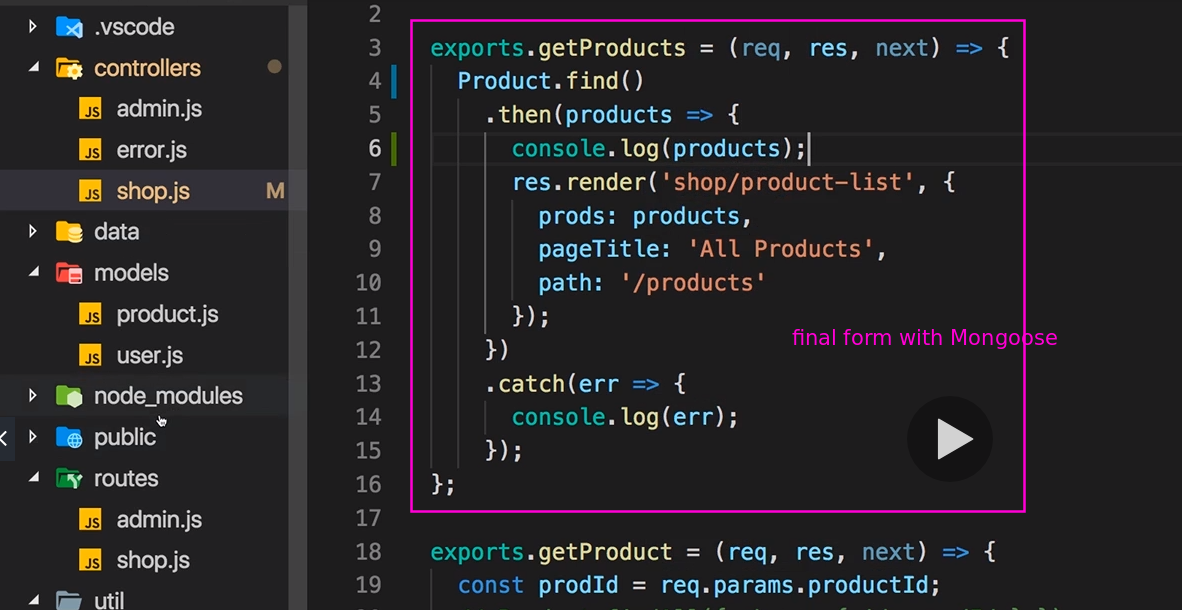 .vscode
controllers
admin.js
error.js
shop.js M
data
models
product.js
user.js
node_modules
public
routes
admin.js
shop.js
util
2
3 exports.getProducts = (req, res, next) => {
4 Product.find()
5 .then(products => {
6 console.log(products);
7 res.render('shop/product-list', {
8 prods: products,
9 pageTitle: 'All Products',
10 path: '/products'
11 });
12 })
13 .catch(err => {
14 console.log(err);
15 });
16 };
17
18 exports.getProduct = (req, res, next) => {
19 const prodId = req.params.productId;
final form with Mongoose